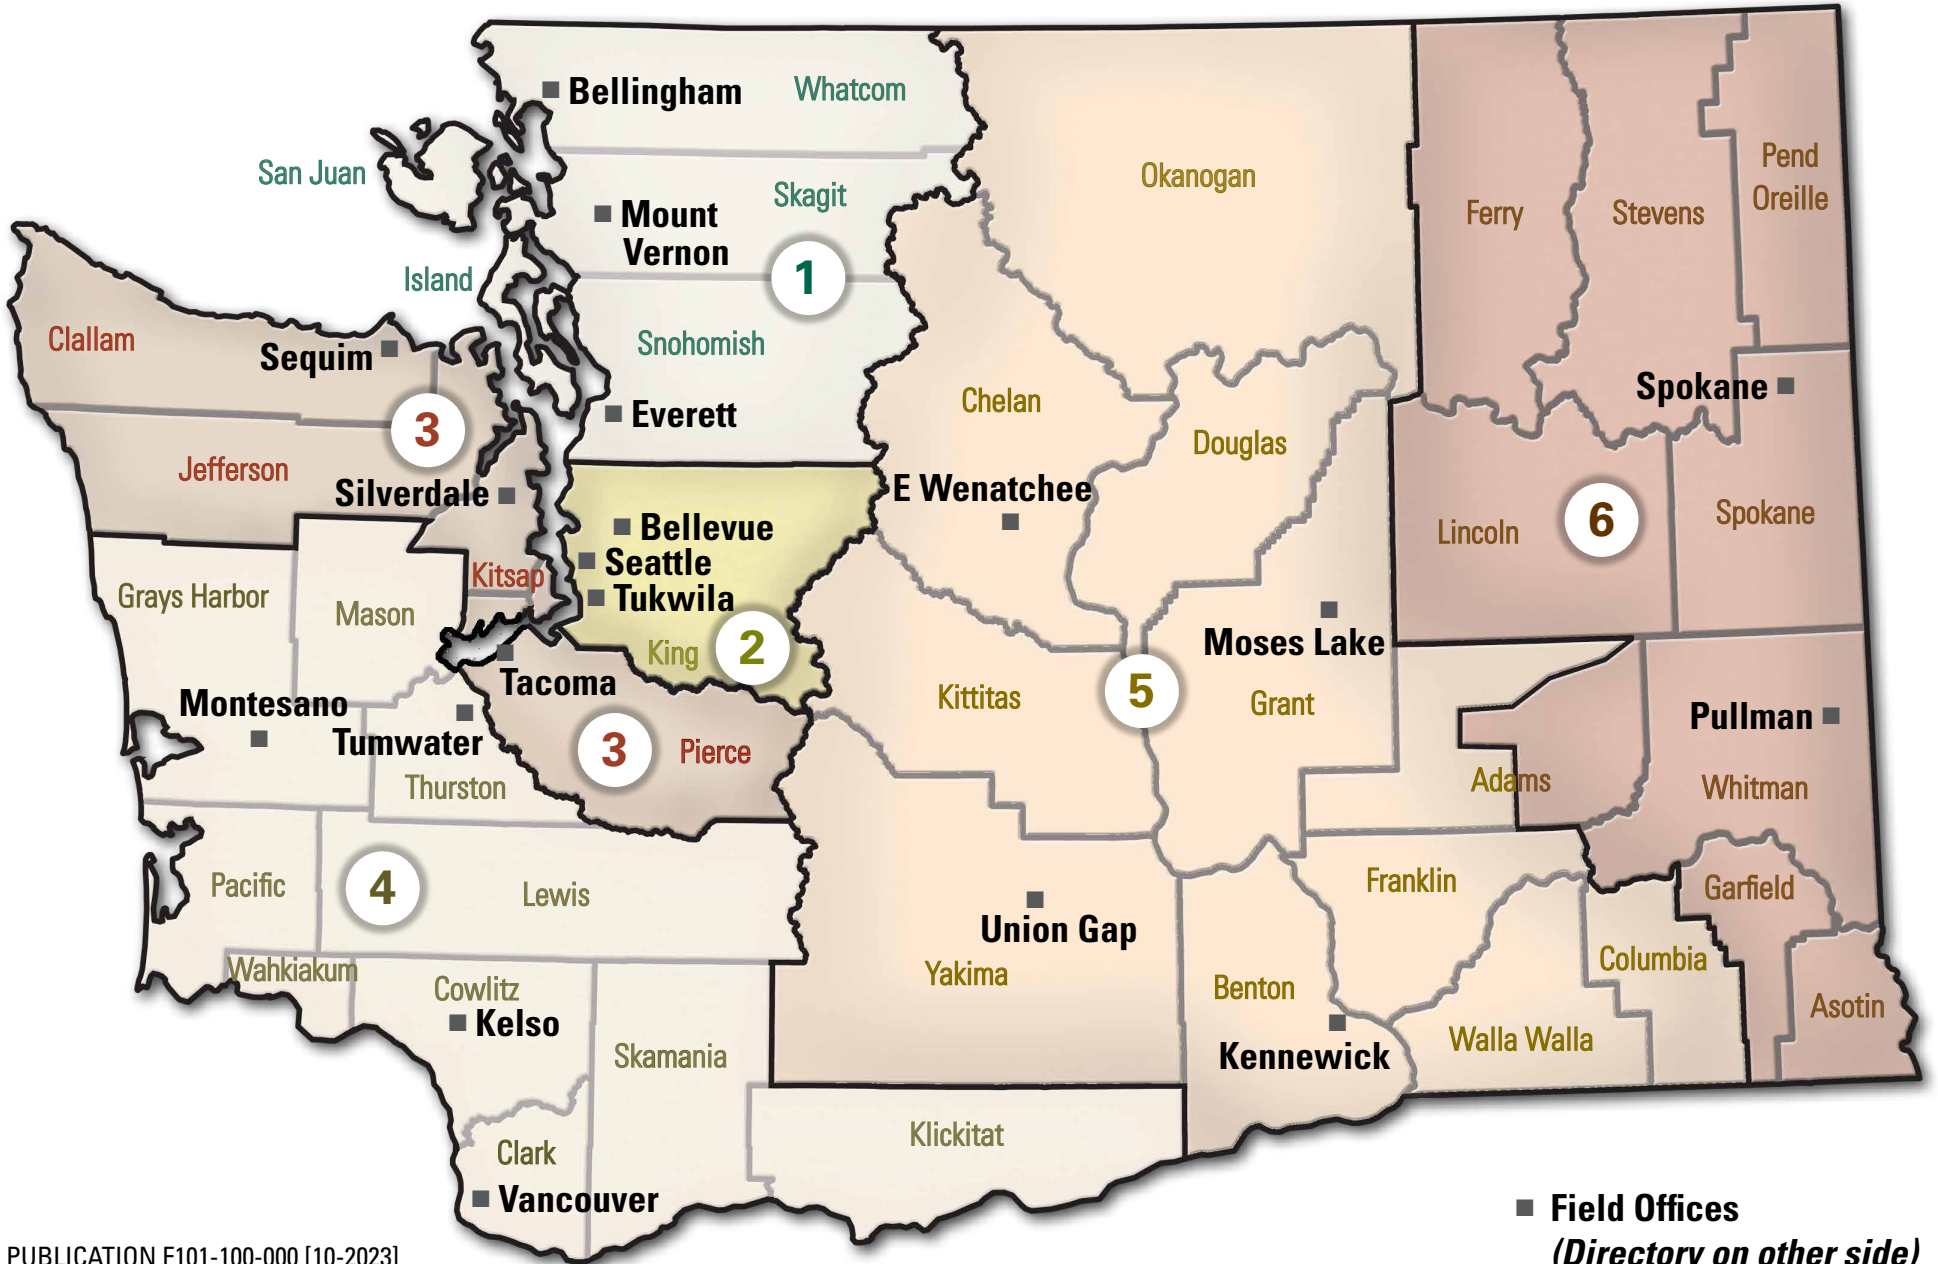 Bellingham
Whatcom
San Juan
Skagit
Mount
Vernon
1
Island
Snohomish
Everett
Okanogan
Ferry
Stevens
Pend
Oreille
Clallam
Sequim
3
Jefferson
Silverdale
Kitsap
Chelan
E Wenatchee
Douglas
Spokane
Lincoln
6
Spokane
Bellevue
Seattle
Tukwila
King
2
Grays Harbor
Mason
Moses Lake
Grant
Kittitas
5
Tacoma
3
Pierce
Montesano
Tumwater
Thurston
Pullman
Whitman
Adams
Pacific
4
Lewis
Union Gap
Yakima
Franklin
Garfield
Columbia
Asotin
Wahkiakum
Cowlitz
Kelso
Skamania
Benton
Kennewick
Walla Walla
Clark
Vancouver
Klickitat
Field Offices
(Directory on other side)
PUBLICATION F101-100-000 [10-2023]